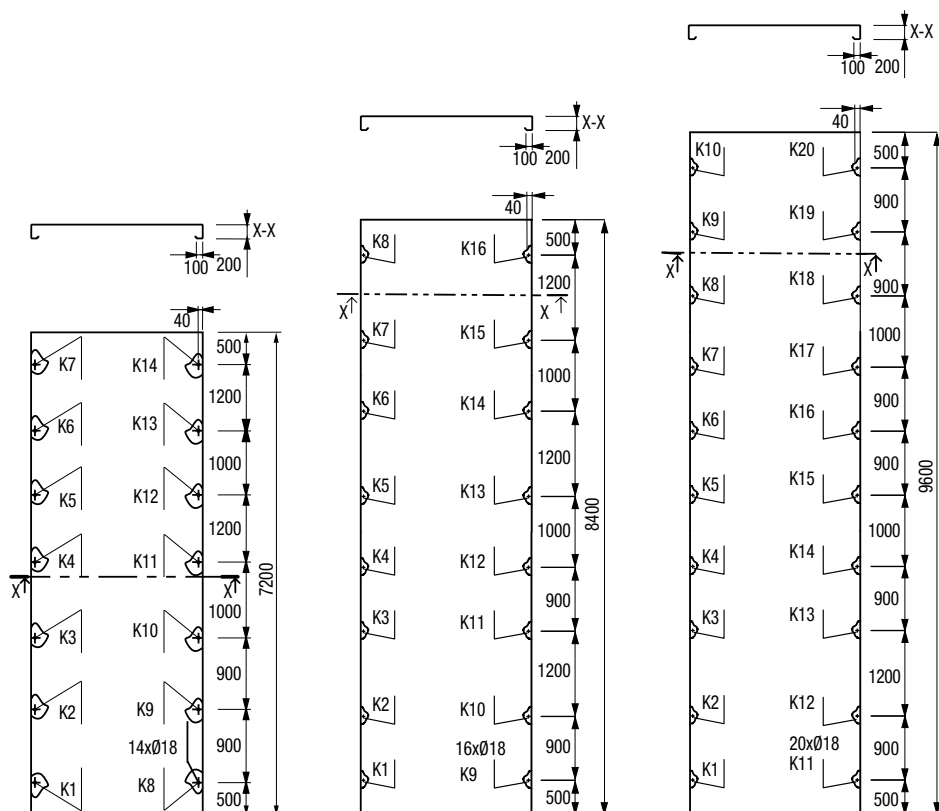 X-X
100 200
40
K7 K14 500
1200
K6 K13
1000
K5 K12
1200
K4 K11
X X
1000
K3 K10
900
K2 K9
14xØ18
900
K1 K8
500
7200
X-X
100 200
40
K8 K16 500
1200
X X
K7 K15
1000
K6 K14
1200
K5 K13
1000
K4 K12
900
K3 K11
1200
K2 K10
16xØ18
900
K1 K9
500
8400
X-X
100 200
40
K10 K20 500
900
K9 K19
X X
900
K8 K18
1000
K7 K17
900
K6 K16
900
K5 K15
1000
K4 K14
900
K3 K13
1200
K2 K12
20xØ18
900
K1 K11
500
9600